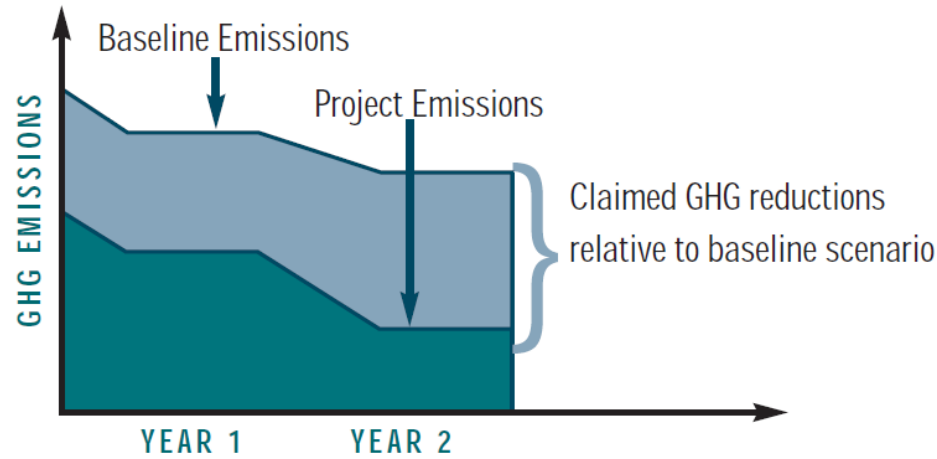 Baseline Emissions
Project Emissions
GHG EMISSIONS
Claimed GHG reductions
relative to baseline scenario
YEAR 1
YEAR 2